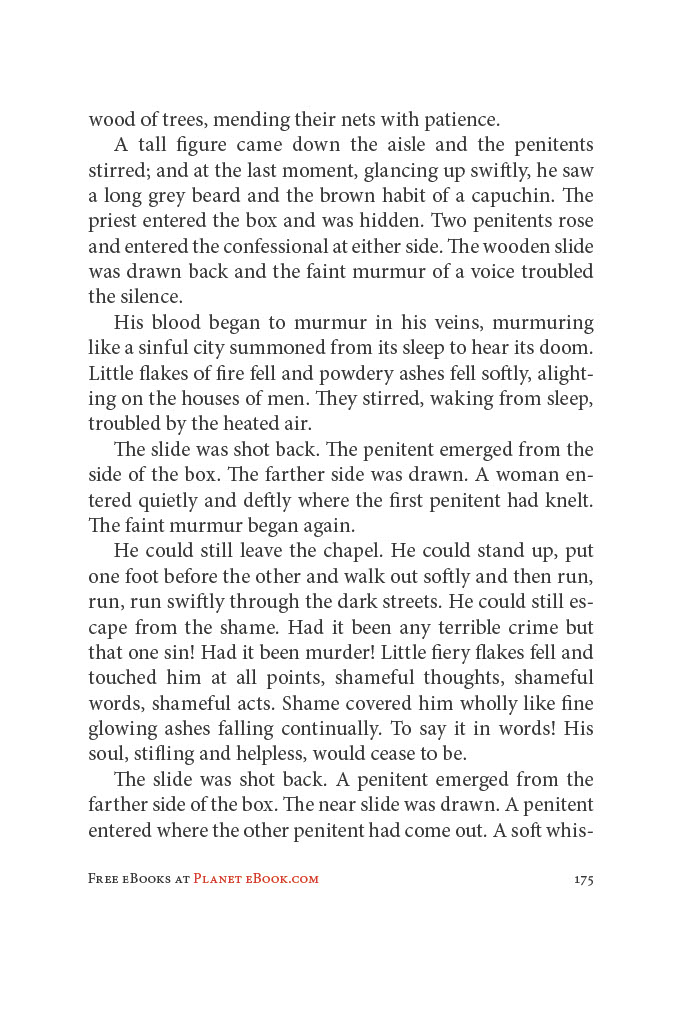 wood of trees, mending their nets with patience.
A tall figure came down the aisle and the penitents
stirred; and at the last moment, glancing up swiftly, he saw
a long grey beard and the brown habit of a capuchin. The
priest entered the box and was hidden. Two penitents rose
and entered the confessional at either side. The wooden slide
was drawn back and the faint murmur of a voice troubled
the silence.
His blood began to murmur in his veins, murmuring
like a sinful city summoned from its sleep to hear its doom.
Little flakes of fire fell and powdery ashes fell softly, alight-
ing on the houses of men. They stirred, waking from sleep,
troubled by the heated air.
The slide was shot back. The penitent emerged from the
side of the box. The farther side was drawn. A woman en-
tered quietly and deftly where the first penitent had knelt.
The faint murmur began again.
He could still leave the chapel. He could stand up, put
one foot before the other and walk out softly and then run,
run, run swiftly through the dark streets. He could still es-
cape from the shame. Had it been any terrible crime but
that one sin! Had it been murder! Little fiery flakes fell and
touched him at all points, shameful thoughts, shameful
words, shameful acts. Shame covered him wholly like fine
glowing ashes falling continually. To say it in words! His
soul, stifling and helpless, would cease to be.
The slide was shot back. A penitent emerged from the
farther side of the box. The near slide was drawn. A penitent
entered where the other penitent had come out. A soft whis-
Free eBooks at Planet eBook.com 175